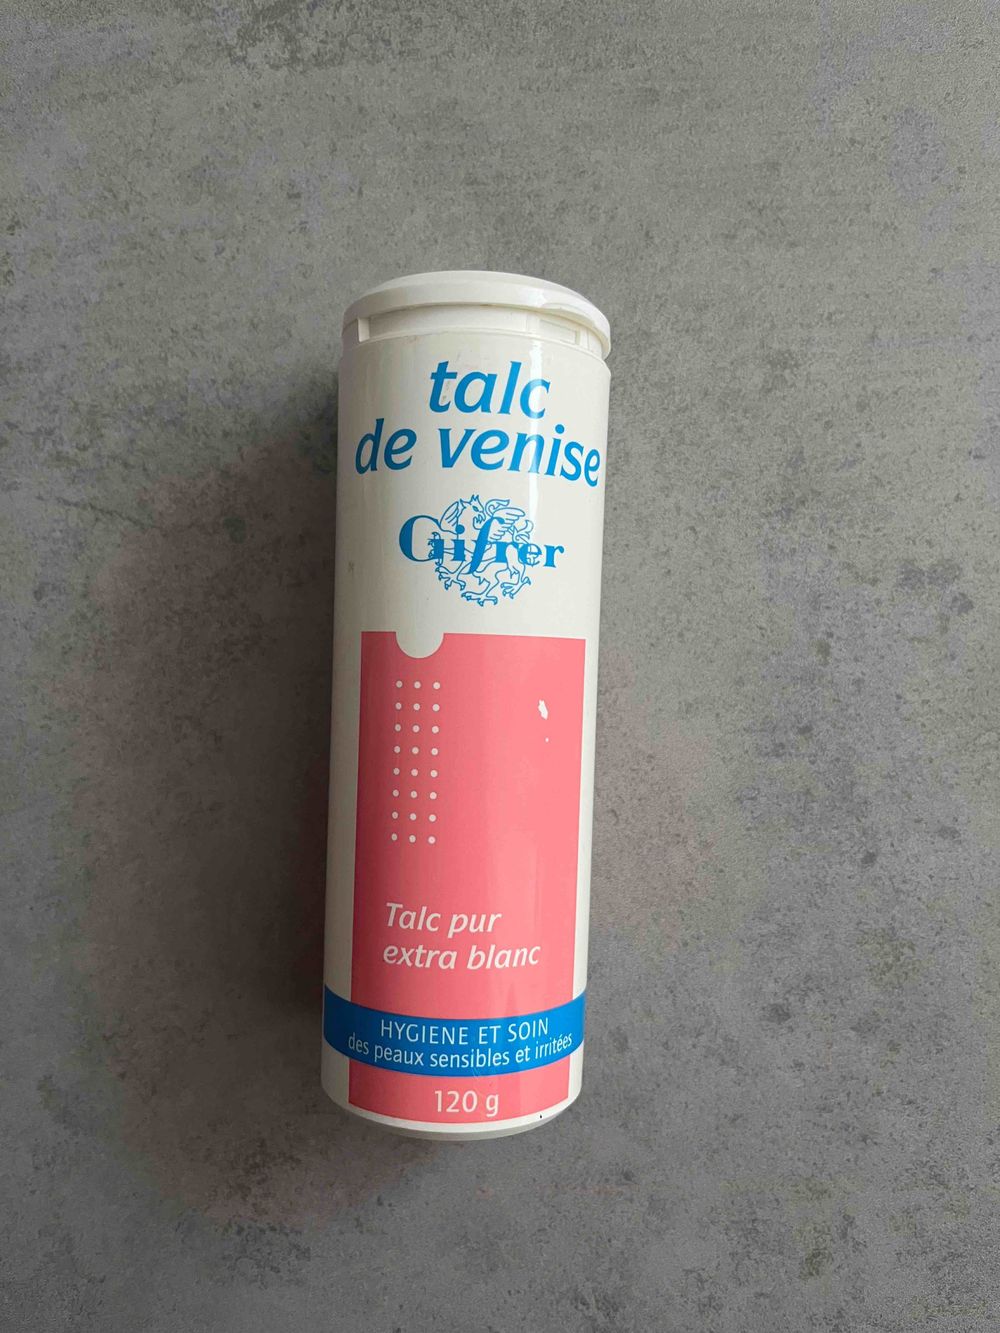 talc
de venise
Gifrer
Talc pur
extra blanc
HYGIENE ET SOIN
des peaux sensibles et irritées
120 g